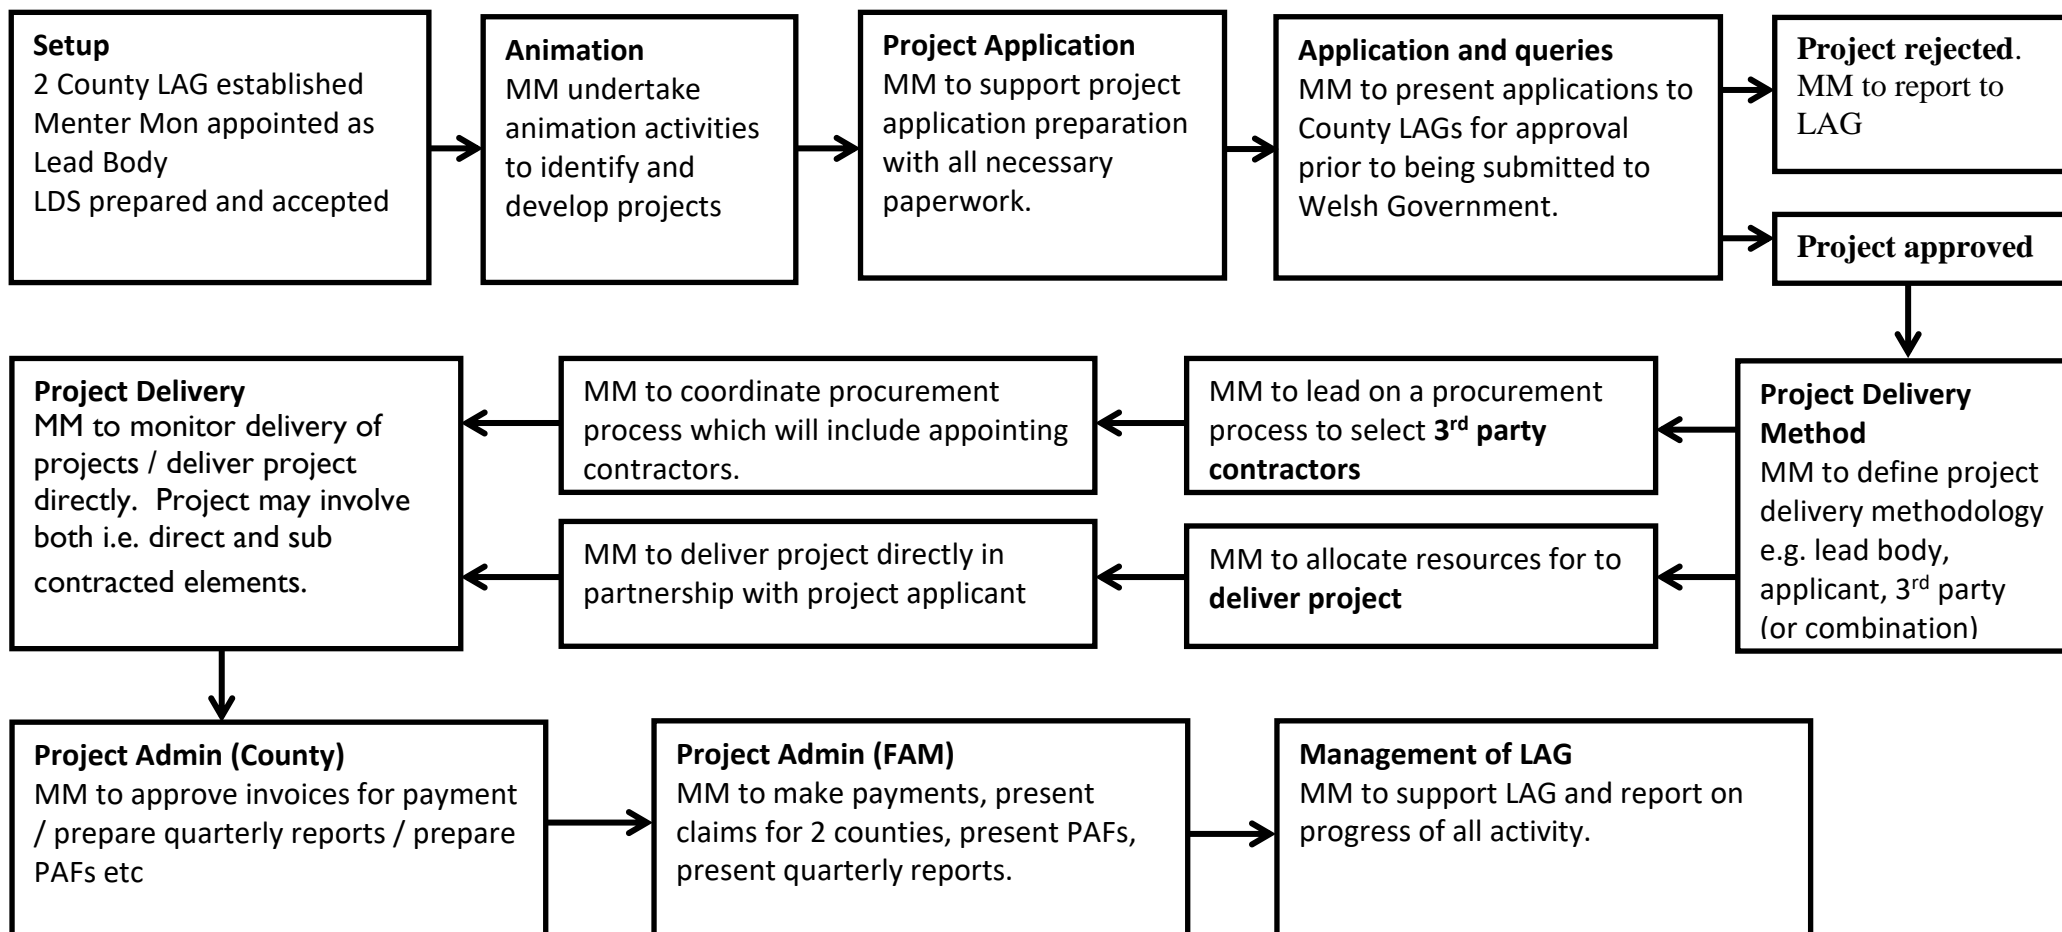 Setup
2 County LAG established
Menter Mon appointed as
Lead Body
LDS prepared and accepted
Animation
MM undertake
animation activities
to identify and
develop projects
Project Application
MM to support project
application preparation
with all necessary
paperwork.
Application and queries
MM to present applications to
County LAGs for approval
prior to being submitted to
Welsh Government.
Project rejected.
MM to report to
LAG
Project approved
Project Delivery
Method
MM to define project
delivery methodology
e.g. lead body,
applicant, 3rd party
(or combination)
MM to lead on a procurement
process to select 3rd party
contractors
MM to coordinate procurement
process which will include appointing
contractors.
MM to allocate resources for to
deliver project
MM to deliver project directly in
partnership with project applicant
Project Delivery
MM to monitor delivery of
projects / deliver project
directly.  Project may involve
both i.e. direct and sub
contracted elements.
Project Admin (County)
MM to approve invoices for payment
/ prepare quarterly reports / prepare
PAFs etc
Project Admin (FAM)
MM to make payments, present
claims for 2 counties, present PAFs,
present quarterly reports.
Management of LAG
MM to support LAG and report on
progress of all activity.